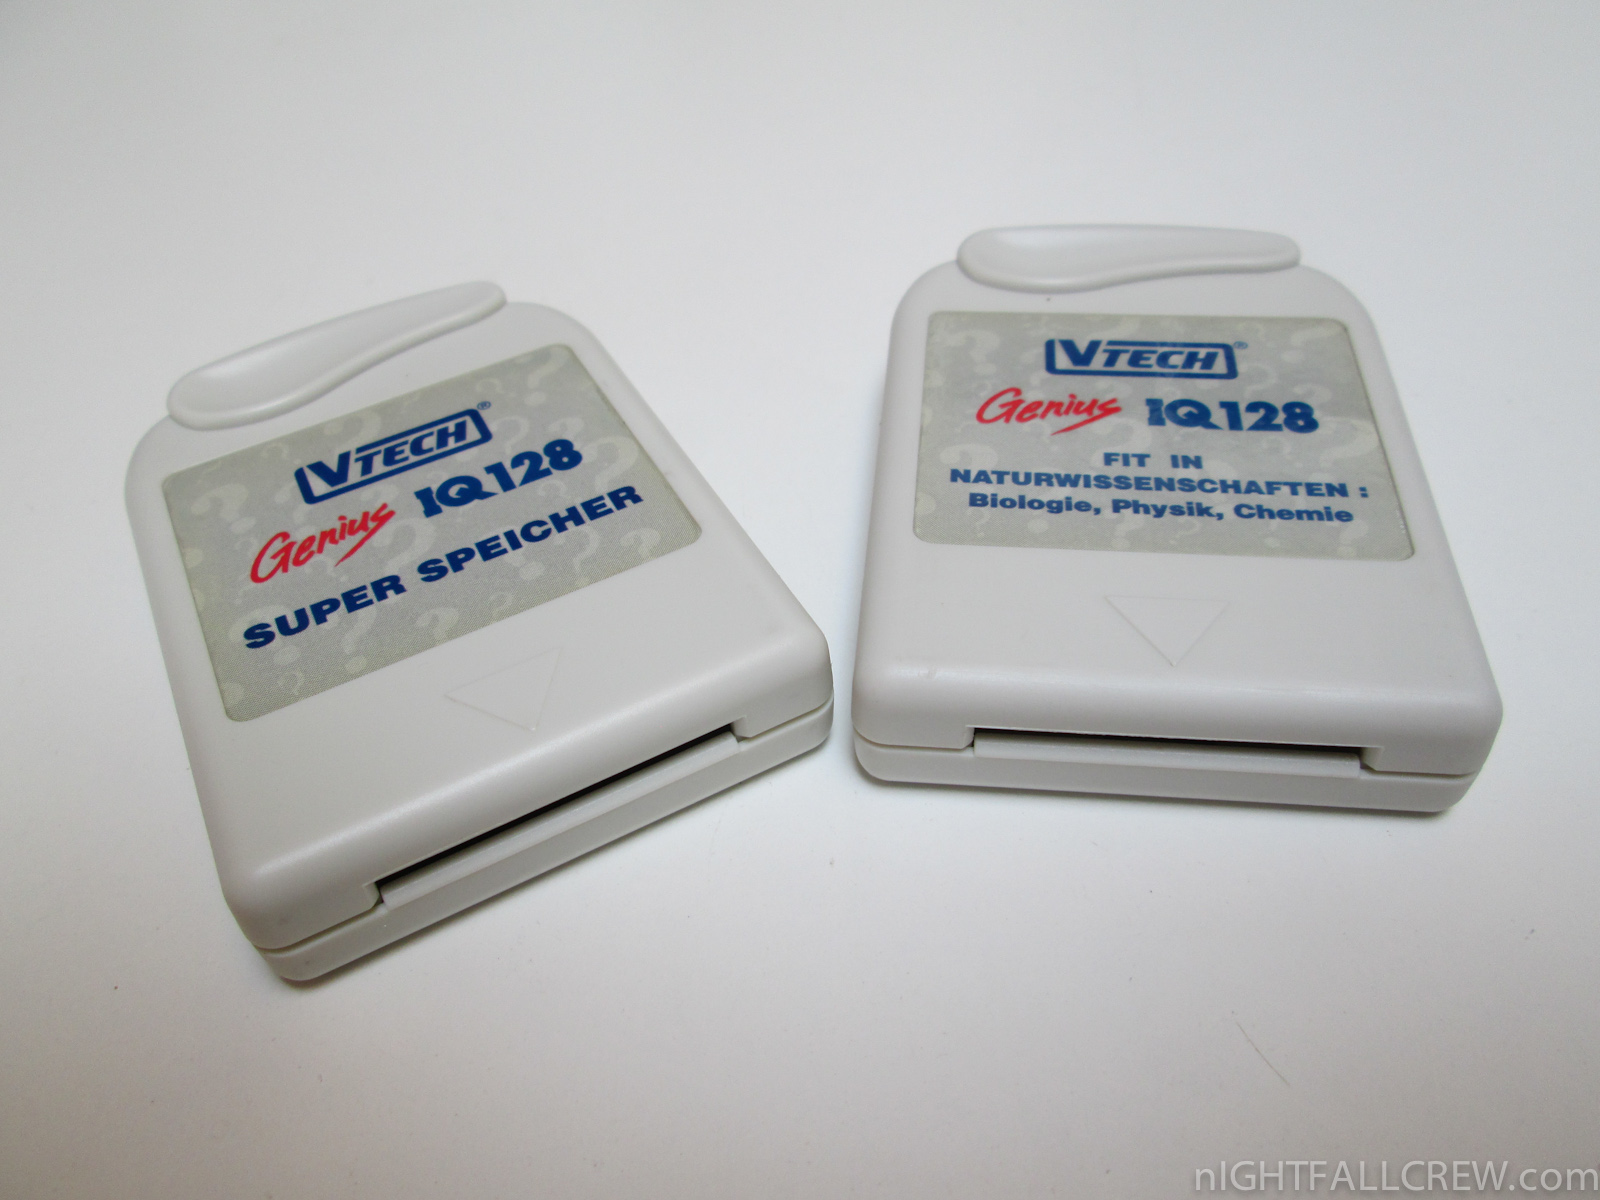 VTECH®
Genius IQ128
SUPER SPEICHER
VTECH®
Genius IQ128
FIT IN
NATURWISSENSCHAFTEN :
Biologie, Physik, Chemie
nIGHTFALLCREW.com